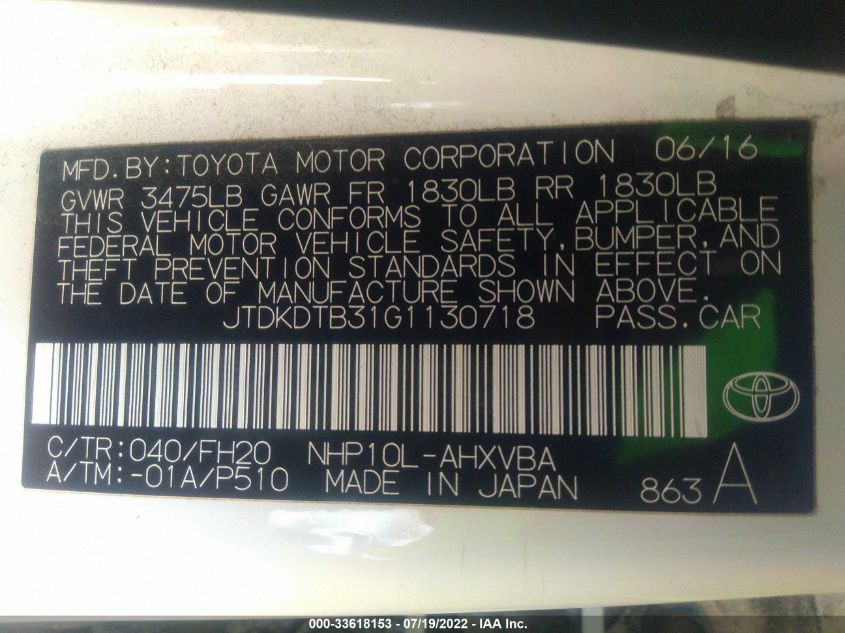 MFD.BY:TOYOTA MOTOR CORPORATION 06/16
GVWR 3475LB GAWR FR 1830LB RR 1830LB
THIS VEHICLE CONFORMS TO ALL APPLICABLE
FEDERAL MOTOR VEHICLE SAFETY,BUMPER,AND
THEFT PREVENTION STANDARDS IN EFFECT ON
THE DATE OF MANUFACTURE SHOWN ABOVE.
JTDKDTB31G1130718 PASS.CAR
C/TR:040/FH20 NHP10L-AHXVBA
A/TM:-01A/P510 MADE IN JAPAN 863 A
000-33618153 - 07/19/2022 - IAA Inc.